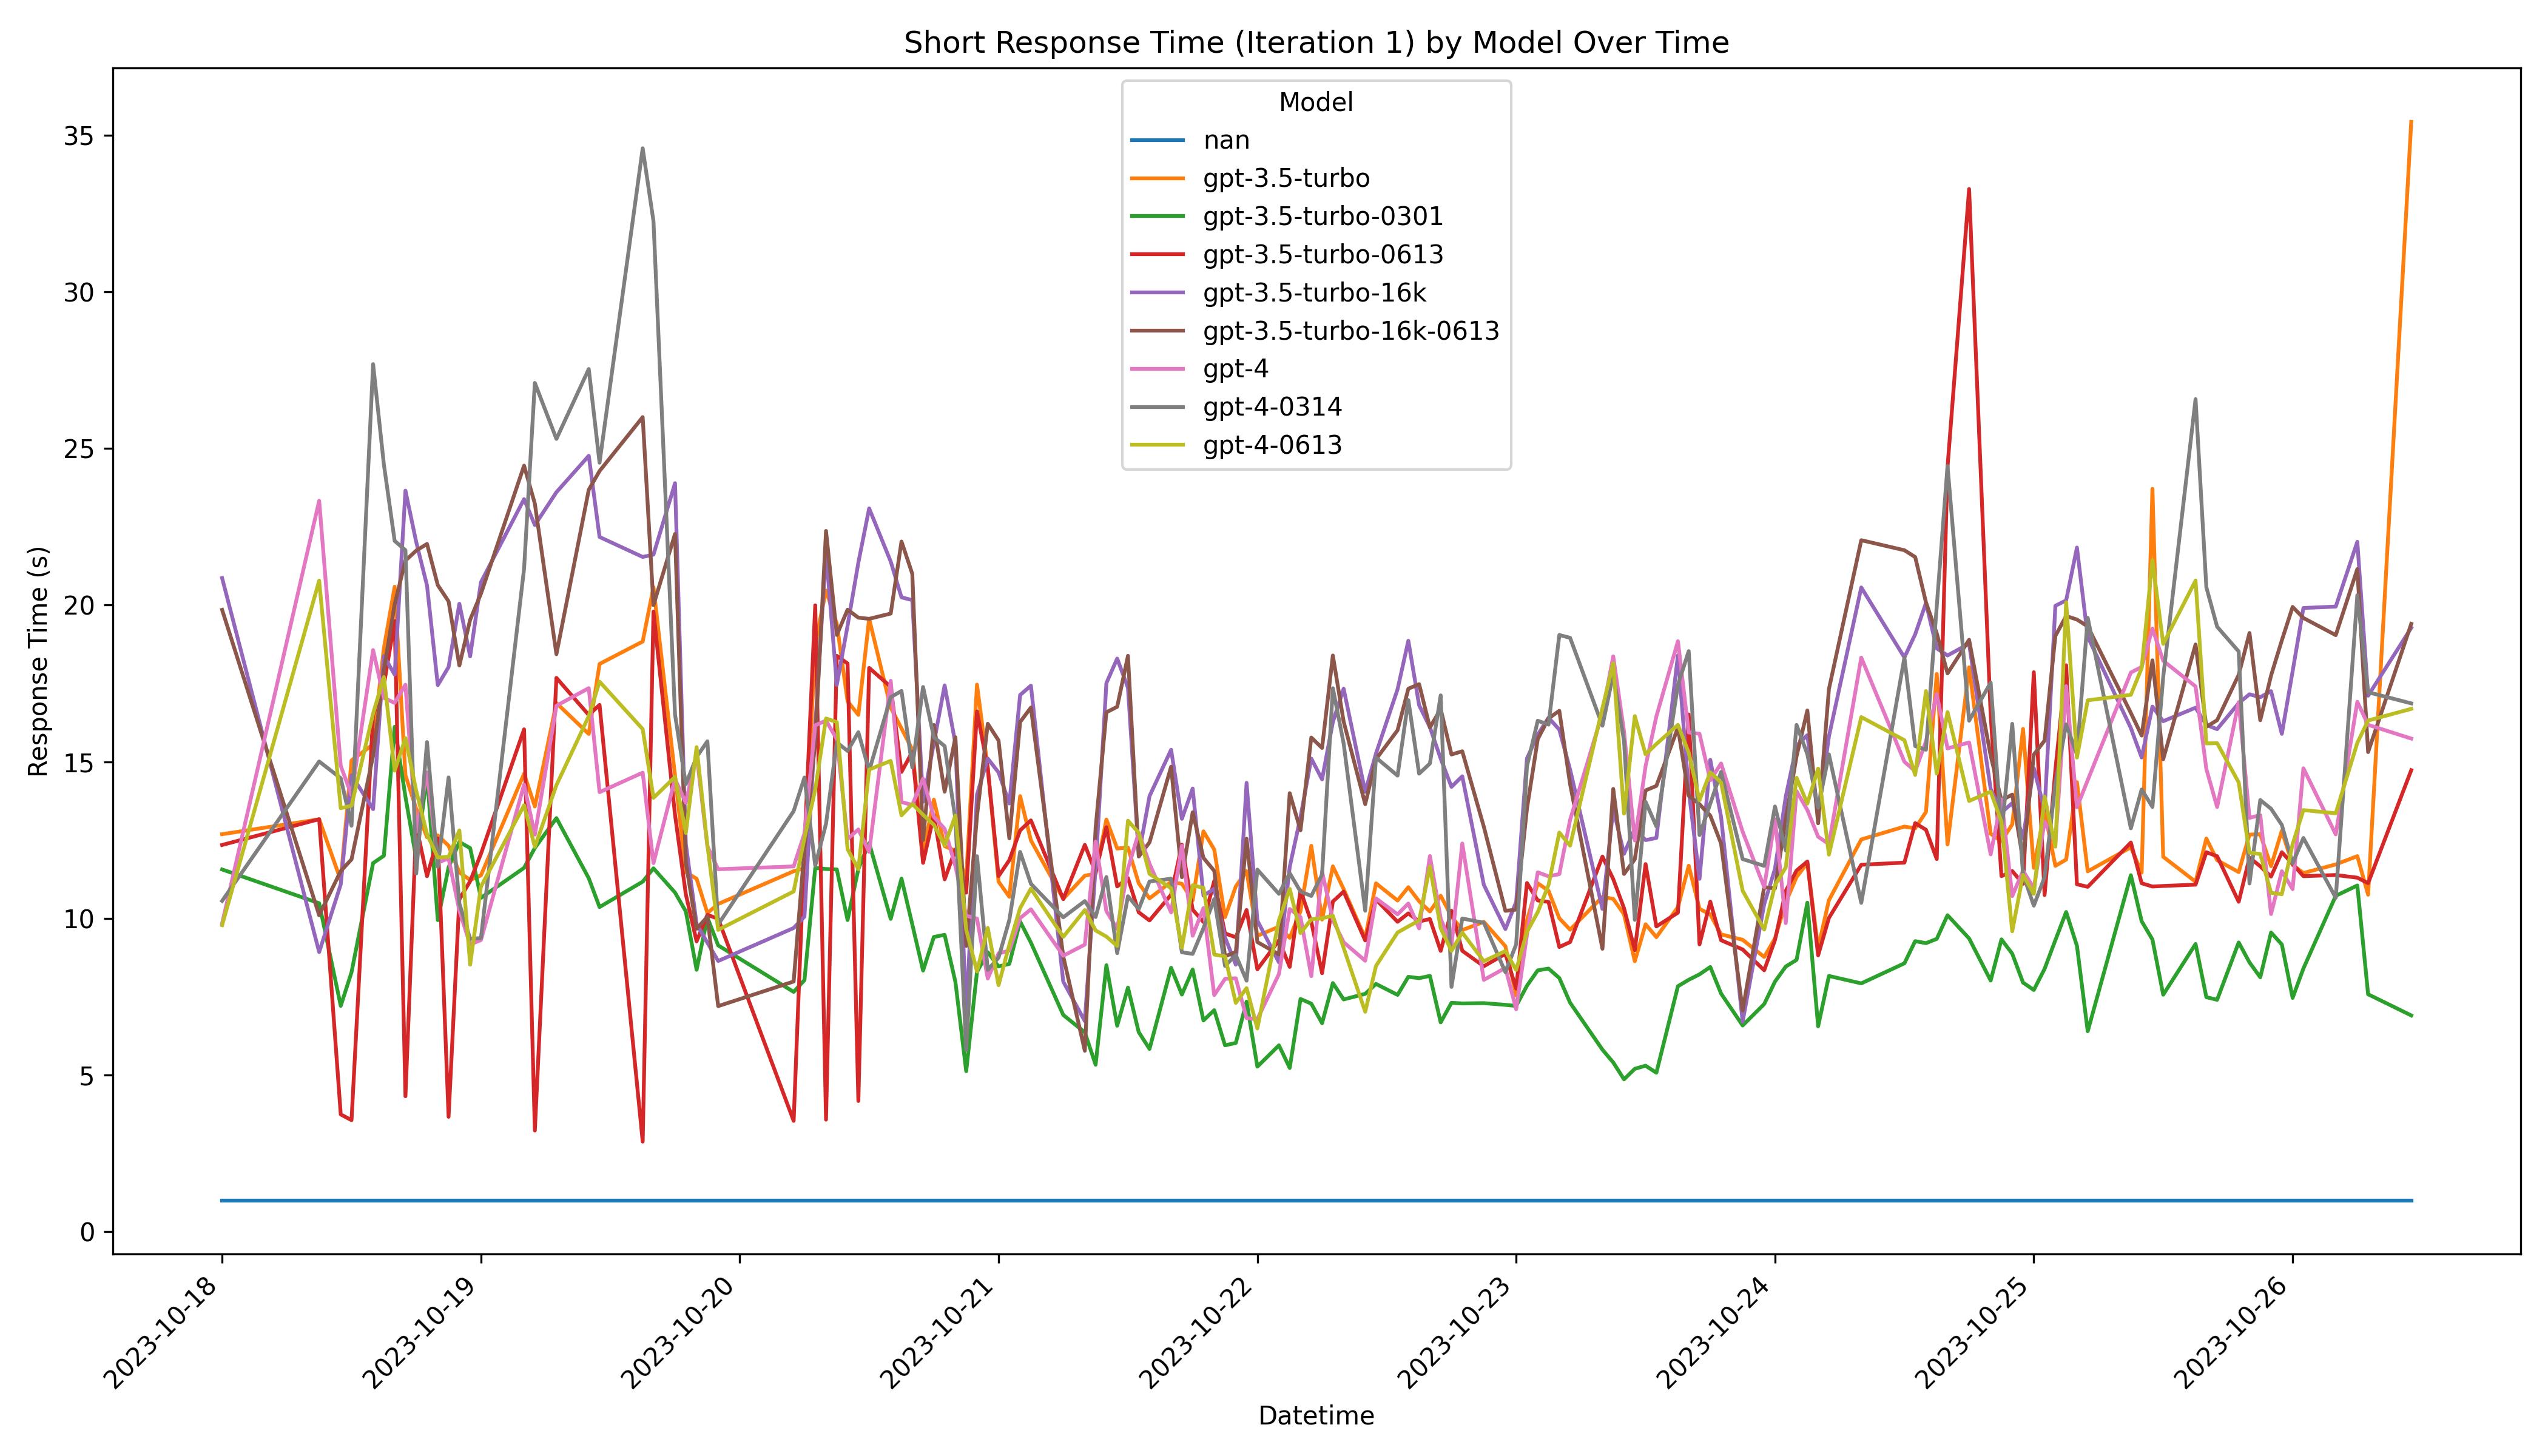 Short Response Time (Iteration 1) by Model Over Time
Model
nan
gpt-3.5-turbo
gpt-3.5-turbo-0301
gpt-3.5-turbo-0613
gpt-3.5-turbo-16k
gpt-3.5-turbo-16k-0613
gpt-4
gpt-4-0314
gpt-4-0613
Response Time (s)
35
30
25
20
15
10
5
0
2023-10-18
2023-10-19
2023-10-20
2023-10-21
2023-10-22
2023-10-23
2023-10-24
2023-10-25
2023-10-26
Datetime